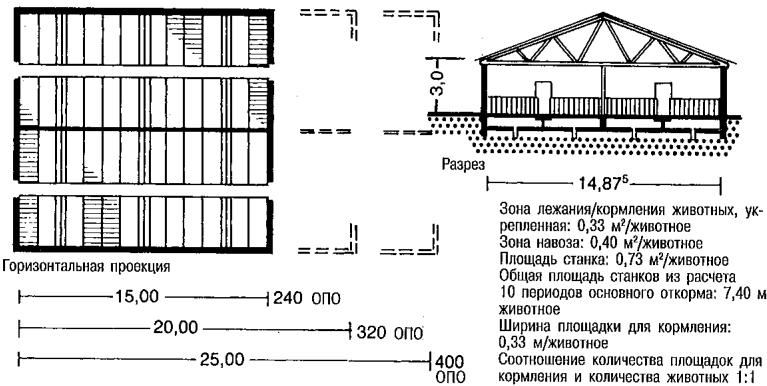 3,0
Разрез
14,87⁵
Горизонтальная проекция
15,00 240 ОПО
20,00 320 ОПО
25,00 400 ОПО
Зона лежания/кормления животных, ук-
репленная: 0,33 м²/животное
Зона навоза: 0,40 м²/животное
Площадь станка: 0,73 м²/животное
Общая площадь станков из расчета
10 периодов основного откорма: 7,40 м
животное
Ширина площадки для кормления:
0,33 м/животное
Соотношение количества площадок для
кормления и количества животных 1:1